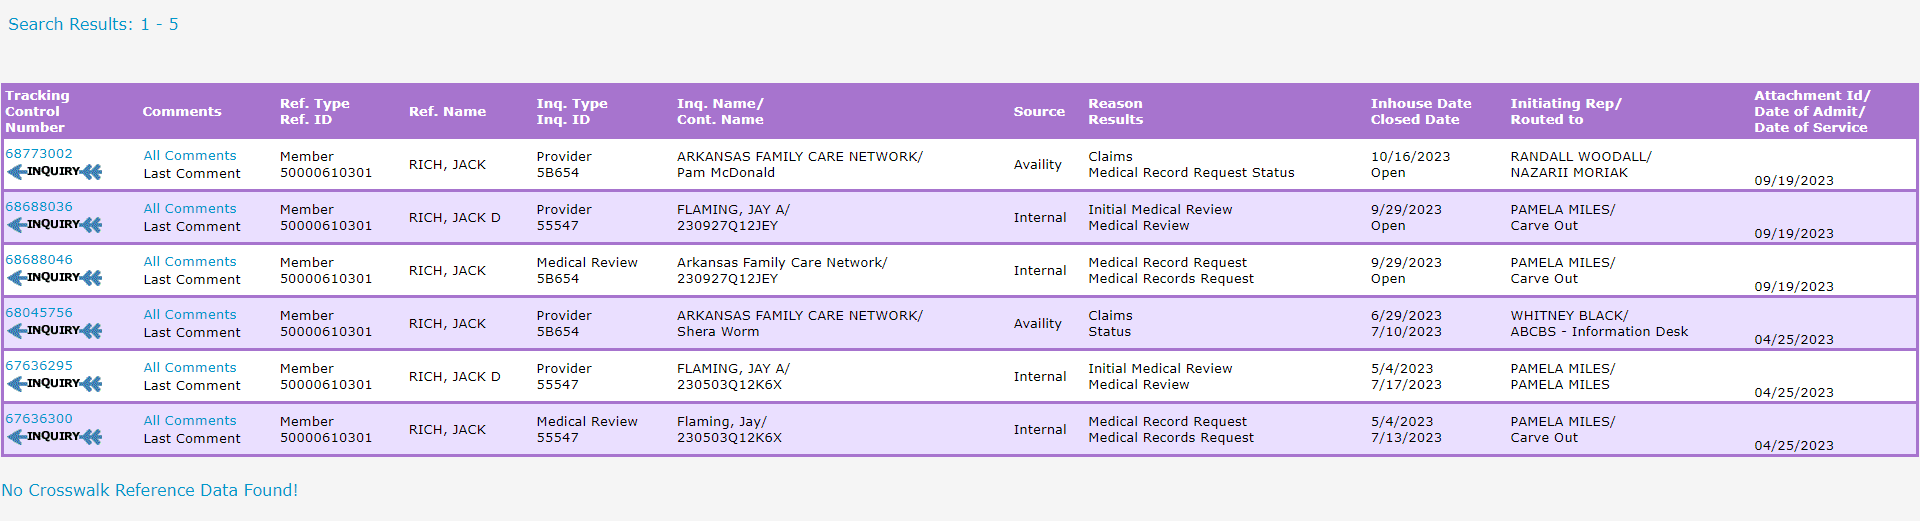 Search Results: 1 - 5
Tracking Control Number
Comments
Ref. Type
Ref. ID
Ref. Name
Inq. Type
Inq. ID
Inq. Name/
Cont. Name
Source
Reason
Results
Inhouse Date
Closed Date
Initiating Rep/
Routed to
Attachment Id/
Date of Admit/
Date of Service
68773002
INQUIRY
All Comments
Last Comment
Member
50000610301
RICH, JACK
Provider
5B654
ARKANSAS FAMILY CARE NETWORK/
Pam McDonald
Availity
Claims
Medical Record Request Status
10/16/2023
Open
RANDALL WOODALL/
NAZARII MORIAK
09/19/2023
68688036
INQUIRY
All Comments
Last Comment
Member
50000610301
RICH, JACK D
Provider
55547
FLAMING, JAY A/
230927Q12JEY
Internal
Initial Medical Review
Medical Review
9/29/2023
Open
PAMELA MILES/
Carve Out
09/19/2023
68688046
INQUIRY
All Comments
Last Comment
Member
50000610301
RICH, JACK
Medical Review
5B654
Arkansas Family Care Network/
230927Q12JEY
Internal
Medical Record Request
Medical Records Request
9/29/2023
Open
PAMELA MILES/
Carve Out
09/19/2023
68045756
INQUIRY
All Comments
Last Comment
Member
50000610301
RICH, JACK
Provider
5B654
ARKANSAS FAMILY CARE NETWORK/
Shera Worm
Availity
Claims
Status
6/29/2023
7/10/2023
WHITNEY BLACK/
ABCBS - Information Desk
04/25/2023
67636295
INQUIRY
All Comments
Last Comment
Member
50000610301
RICH, JACK D
Provider
55547
FLAMING, JAY A/
230503Q12K6X
Internal
Initial Medical Review
Medical Review
5/4/2023
7/17/2023
PAMELA MILES/
PAMELA MILES
04/25/2023
67636300
INQUIRY
All Comments
Last Comment
Member
50000610301
RICH, JACK
Medical Review
55547
Flaming, Jay/
230503Q12K6X
Internal
Medical Record Request
Medical Records Request
5/4/2023
7/13/2023
PAMELA MILES/
Carve Out
04/25/2023
No Crosswalk Reference Data Found!